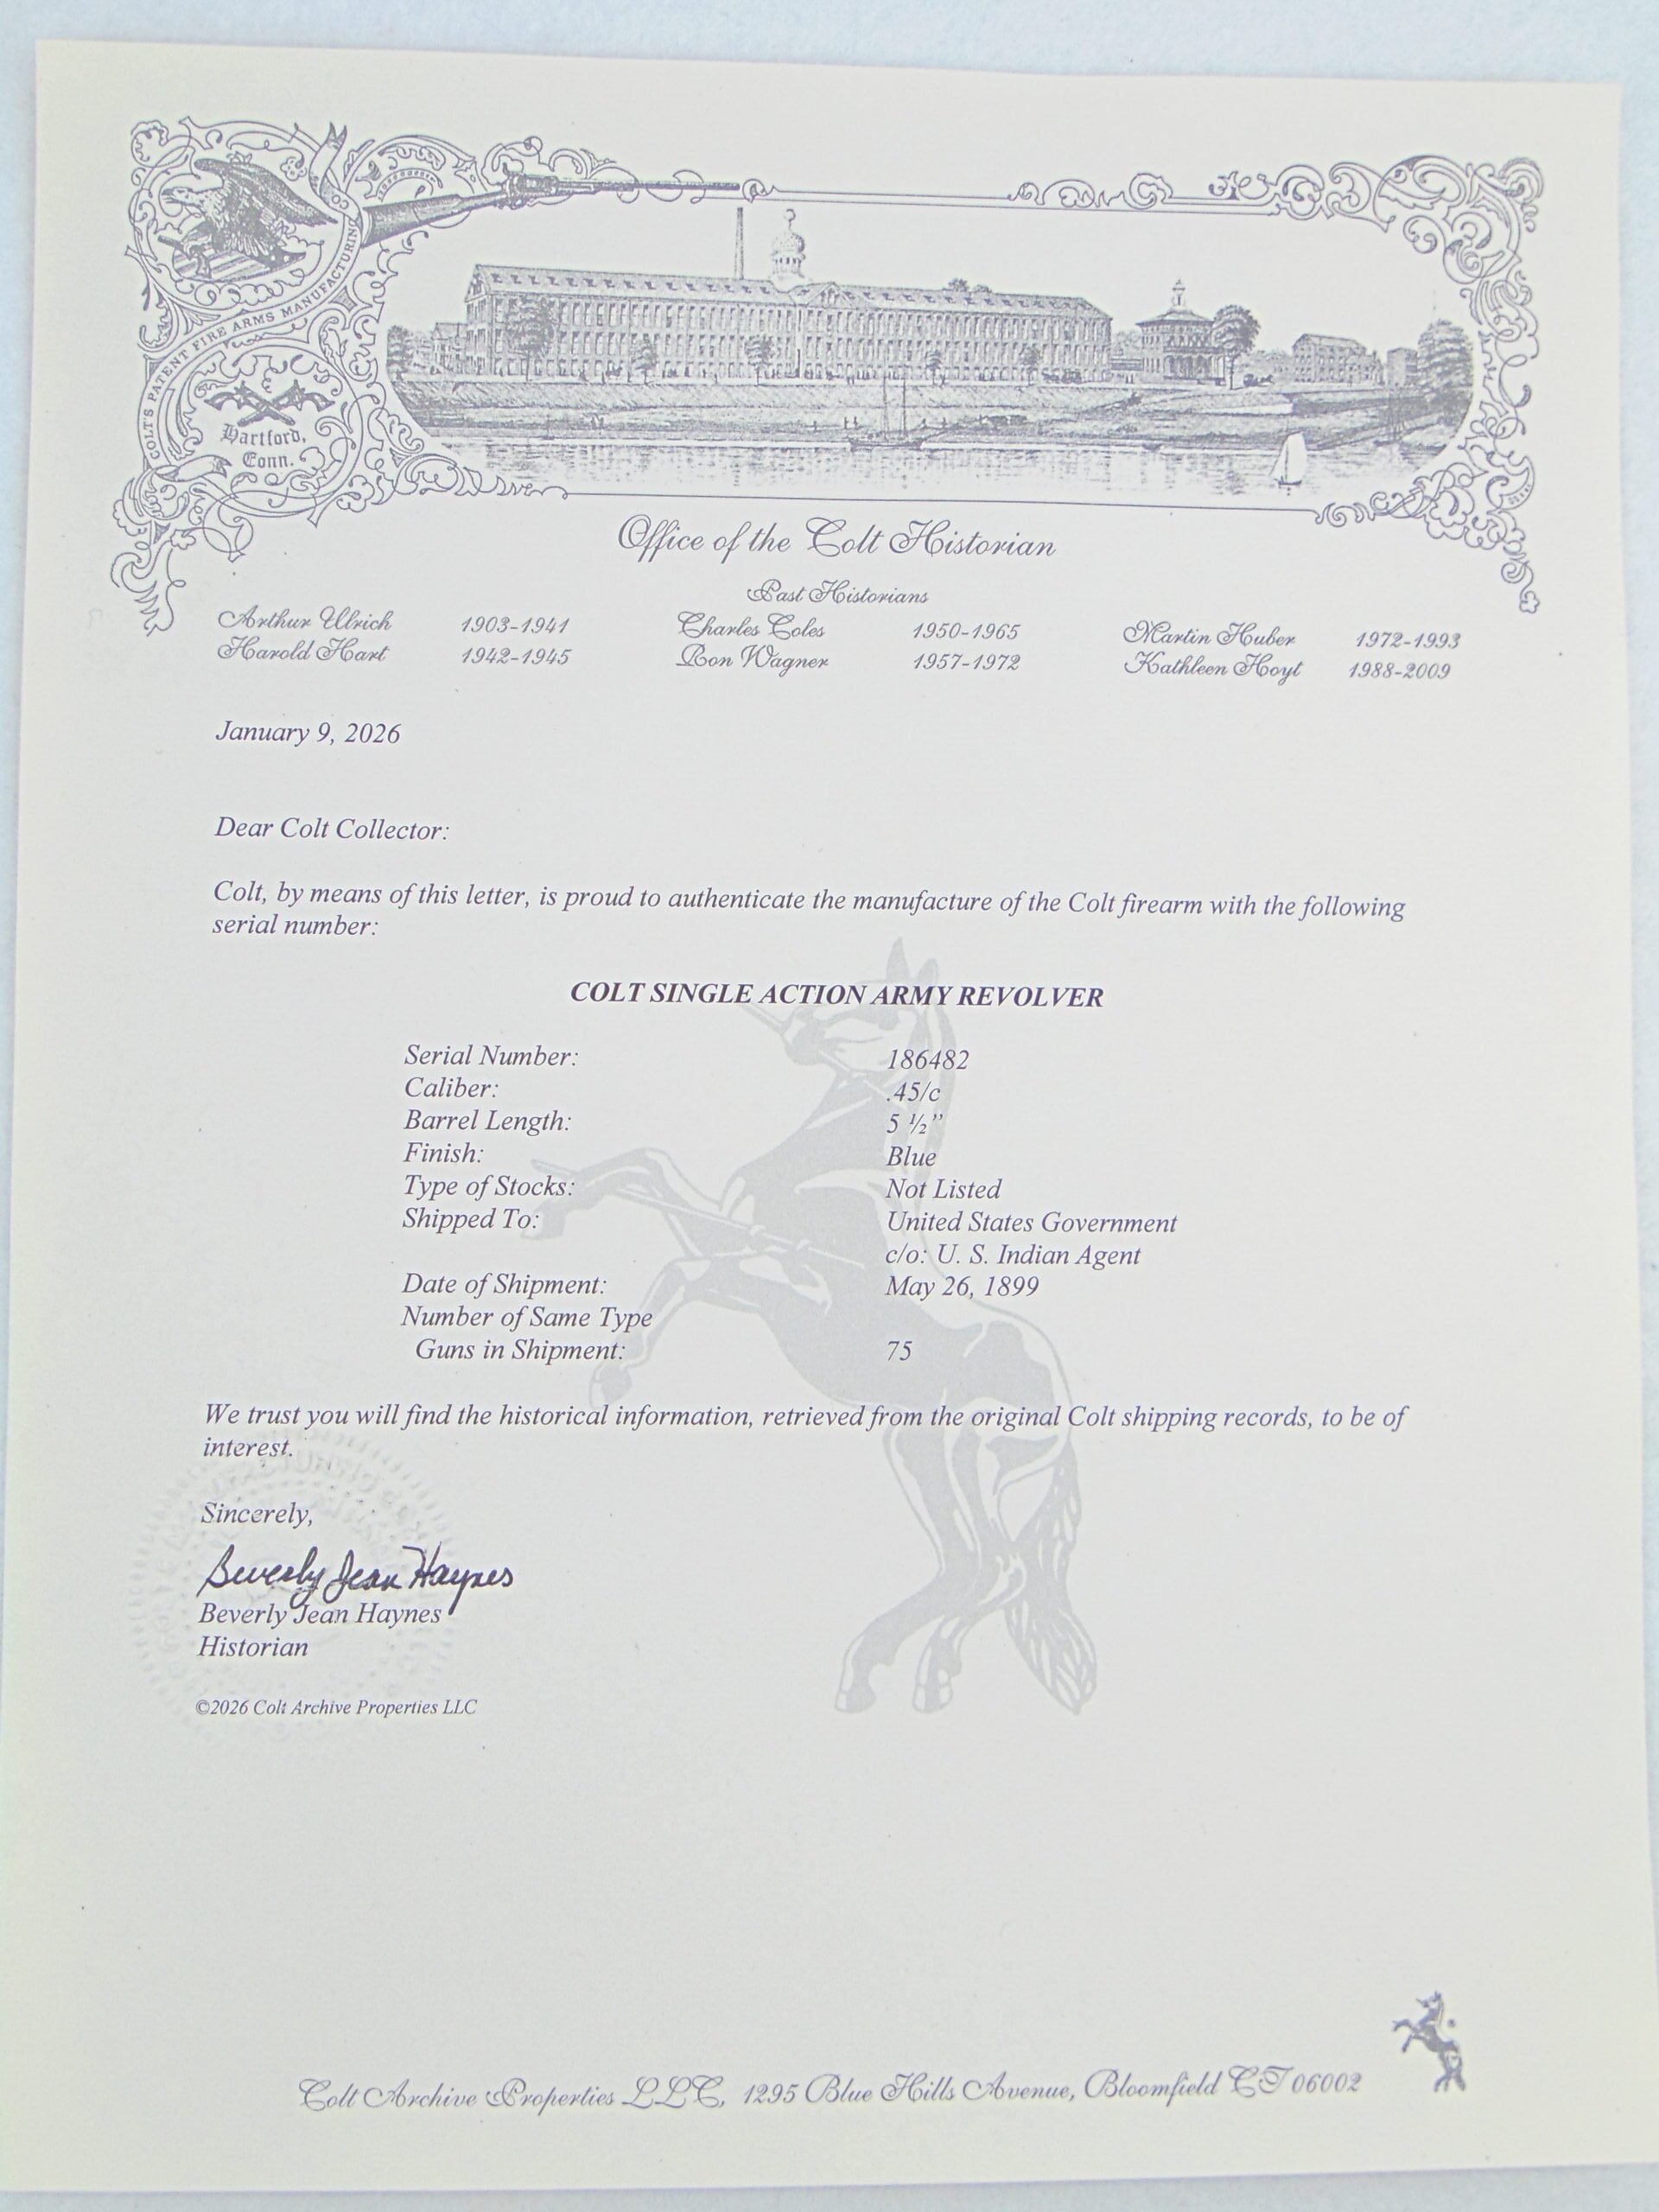 COLT'S PATENT FIRE ARMS MANUFACTURING
Hartford,
Conn.
Office of the Colt Historian
Past Historians
Arthur Ulrich 1903-1941 Charles Coles 1950-1965 Martin Huber 1972-1993
Harold Hart 1942-1945 Ron Wagner 1957-1972 Kathleen Hoyt 1988-2009
January 9, 2026
Dear Colt Collector:
Colt, by means of this letter, is proud to authenticate the manufacture of the Colt firearm with the following
serial number:
COLT SINGLE ACTION ARMY REVOLVER
Serial Number: 186482
Caliber: .45/c
Barrel Length: 5 ½”
Finish: Blue
Type of Stocks: Not Listed
Shipped To: United States Government
c/o: U. S. Indian Agent
Date of Shipment: May 26, 1899
Number of Same Type
Guns in Shipment: 75
We trust you will find the historical information, retrieved from the original Colt shipping records, to be of
interest.
Sincerely,
Beverly Jean Haynes
Beverly Jean Haynes
Historian
©2026 Colt Archive Properties LLC
Colt Archive Properties LLC, 1295 Blue Hills Avenue, Bloomfield CT 06002